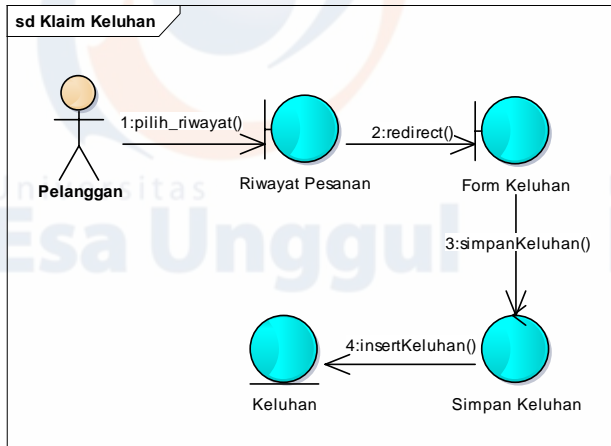 sd Klaim Keluhan
1:pilih_riwayat()
2:redirect()
Pelanggan
Riwayat Pesanan
Form Keluhan
Universitas
Esa Unggul
3:simpanKeluhan()
4:insertKeluhan()
Keluhan
Simpan Keluhan